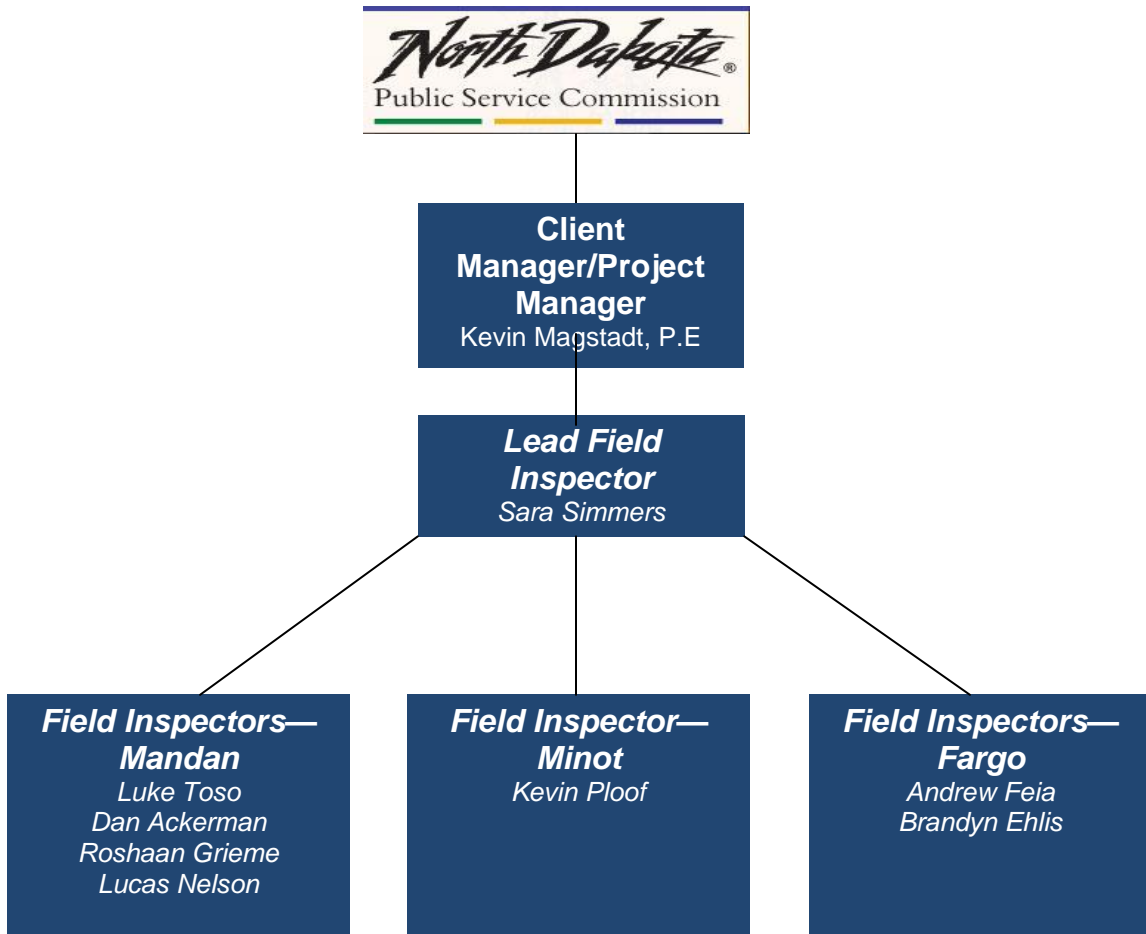 North Dakota®
Public Service Commission
Client
Manager/Project
Manager
Kevin Magstadt, P.E
Lead Field
Inspector
Sara Simmers
Field Inspectors—
Mandan
Luke Toso
Dan Ackerman
Roshaan Grieme
Lucas Nelson
Field Inspector—
Minot
Kevin Ploof
Field Inspectors—
Fargo
Andrew Feia
Brandyn Ehlis